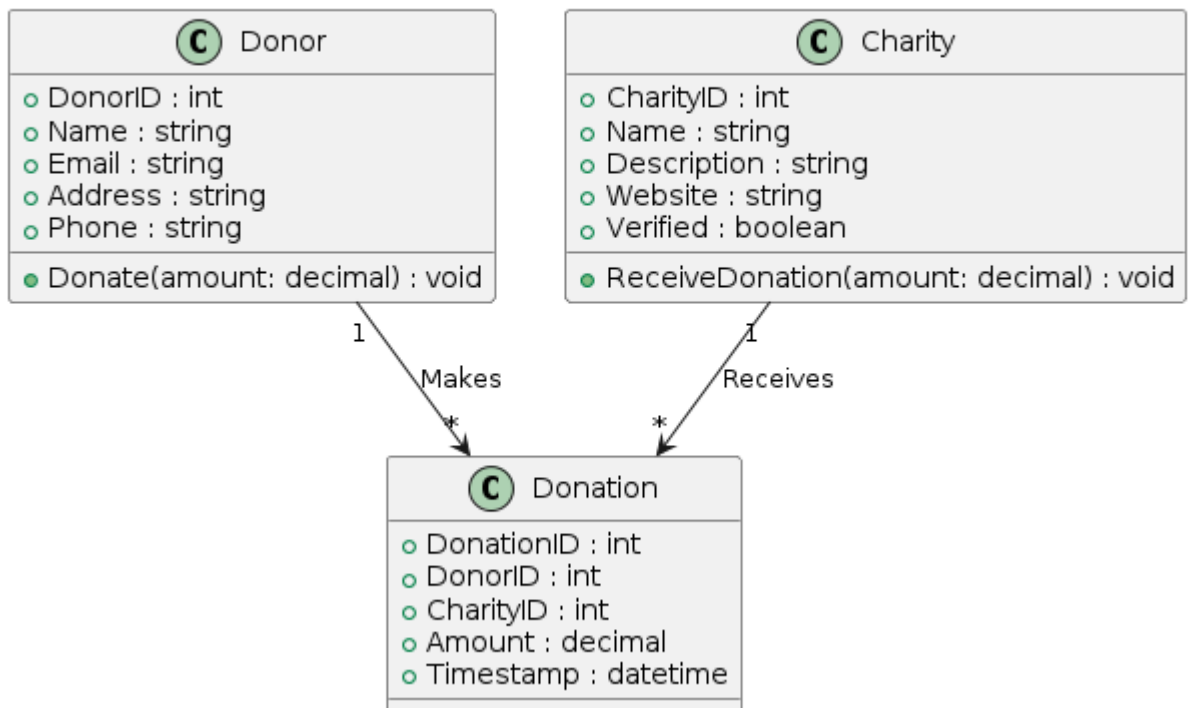 C Donor
DonorID : int
Name : string
Email : string
Address : string
Phone : string
Donate(amount: decimal) : void
C Charity
CharityID : int
Name : string
Description : string
Website : string
Verified : boolean
ReceiveDonation(amount: decimal) : void
1
Makes
*
1
Receives
*
C Donation
DonationID : int
DonorID : int
CharityID : int
Amount : decimal
Timestamp : datetime